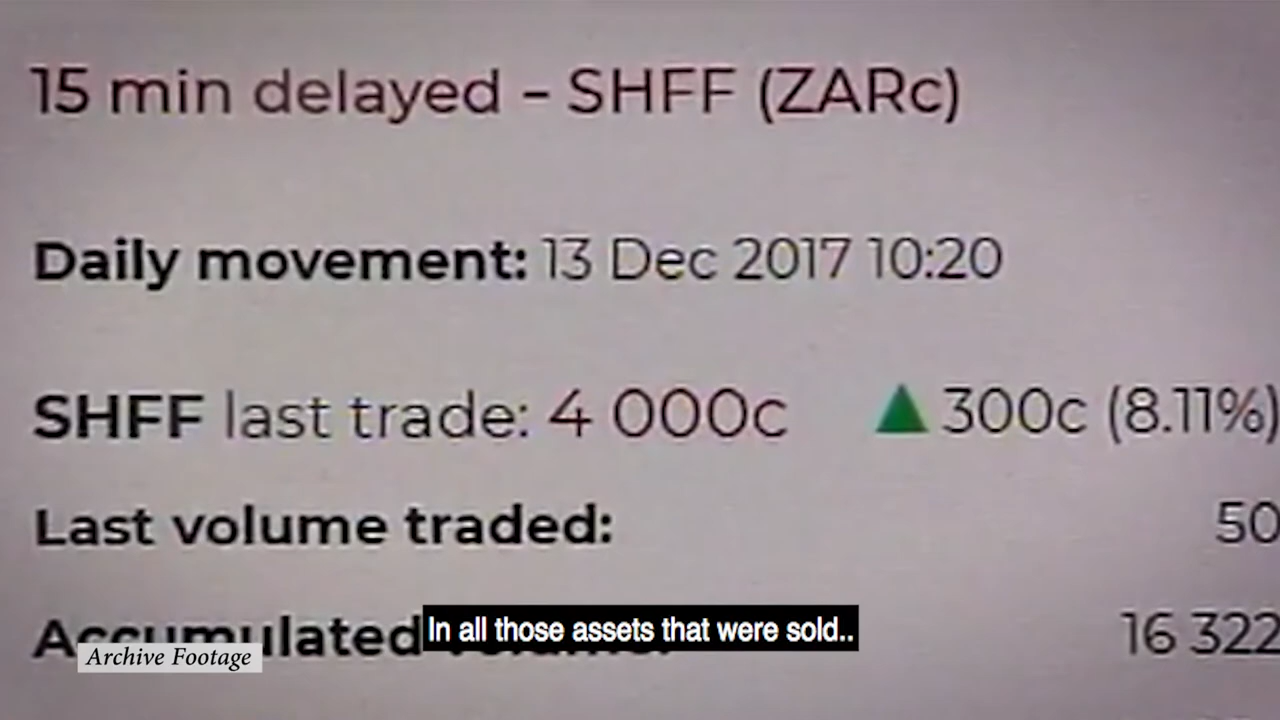 15 min delayed – SHFF (ZARc)
Daily movement: 13 Dec 2017 10:20
SHFF last trade: 4 000c ▲ 300c (8.11%)
Last volume traded: 50
Accumulated 16 322
In all those assets that were sold..
Archive Footage